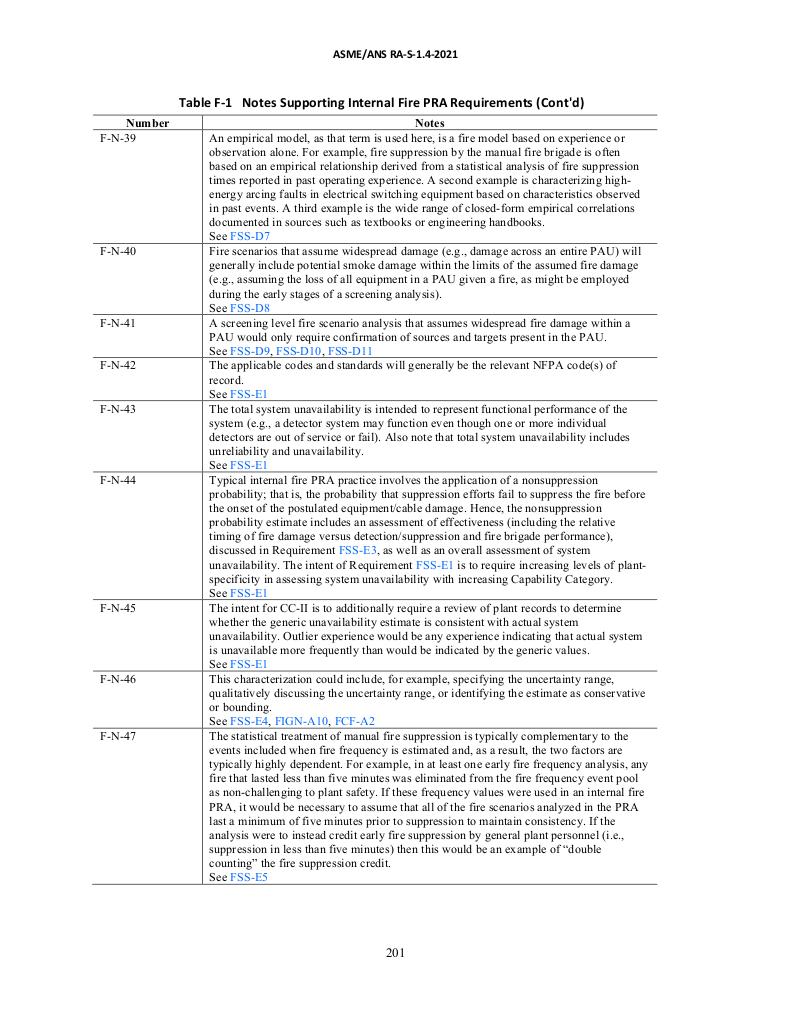 ASME/ANS RA-S-1.4-2021
Table F-1 Notes Supporting Internal Fire PRA Requirements (Cont'd)
Number Notes
F-N-39 An empirical model, as that term is used here, is a fire model based on experience or
observation alone. For example, fire suppression by the manual fire brigade is often
based on an empirical relationship derived from a statistical analysis of fire suppression
times reported in past operating experience. A second example is characterizing high-
energy arcing faults in electrical switching equipment based on characteristics observed
in past events. A third example is the wide range of closed-form empirical correlations
documented in sources such as textbooks or engineering handbooks.
See FSS-D7
F-N-40 Fire scenarios that assume widespread damage (e.g., damage across an entire PAU) will
generally include potential smoke damage within the limits of the assumed fire damage
(e.g., assuming the loss of all equipment in a PAU given a fire, as might be employed
during the early stages of a screening analysis).
See FSS-D8
F-N-41 A screening level fire scenario analysis that assumes widespread fire damage within a
PAU would only require confirmation of sources and targets present in the PAU.
See FSS-D9, FSS-D10, FSS-D11
F-N-42 The applicable codes and standards will generally be the relevant NFPA code(s) of
record.
See FSS-E1
F-N-43 The total system unavailability is intended to represent functional performance of the
system (e.g., a detector system may function even though one or more individual
detectors are out of service or fail). Also note that total system unavailability includes
unreliability and unavailability.
See FSS-E1
F-N-44 Typical internal fire PRA practice involves the application of a nonsuppression
probability; that is, the probability that suppression efforts fail to suppress the fire before
the onset of the postulated equipment/cable damage. Hence, the nonsuppression
probability estimate includes an assessment of effectiveness (including the relative
timing of fire damage versus detection/suppression and fire brigade performance),
discussed in Requirement FSS-E3, as well as an overall assessment of system
unavailability. The intent of Requirement FSS-E1 is to require increasing levels of plant-
specificity in assessing system unavailability with increasing Capability Category.
See FSS-E1
F-N-45 The intent for CC-II is to additionally require a review of plant records to determine
whether the generic unavailability estimate is consistent with actual system
unavailability. Outlier experience would be any experience indicating that actual system
is unavailable more frequently than would be indicated by the generic values.
See FSS-E1
F-N-46 This characterization could include, for example, specifying the uncertainty range,
qualitatively discussing the uncertainty range, or identifying the estimate as conservative
or bounding.
See FSS-E4, FIGN-A10, FCF-A2
F-N-47 The statistical treatment of manual fire suppression is typically complementary to the
events included when fire frequency is estimated and, as a result, the two factors are
typically highly dependent. For example, in at least one early fire frequency analysis, any
fire that lasted less than five minutes was eliminated from the fire frequency event pool
as non-challenging to plant safety. If these frequency values were used in an internal fire
PRA, it would be necessary to assume that all of the fire scenarios analyzed in the PRA
last a minimum of five minutes prior to suppression to maintain consistency. If the
analysis were to instead credit early fire suppression by general plant personnel (i.e.,
suppression in less than five minutes) then this would be an example of “double
counting” the fire suppression credit.
See FSS-E5
201